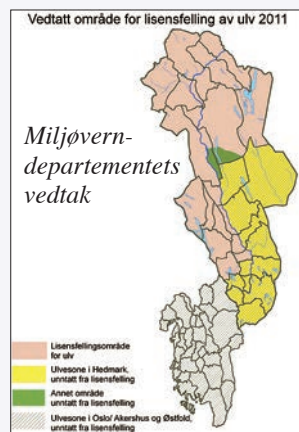 Vedtatt område for lisensfelling av ulv 2011
Miljøvern-
departementets
vedtak
Lisensfellingsområde
for ulv
Ulvesone i Hedmark,
unntatt fra lisensfelling
Annet område
unntatt fra lisensfelling
Ulvesone i Oslo/ Akershus og Østfold,
unntatt fra lisensfelling